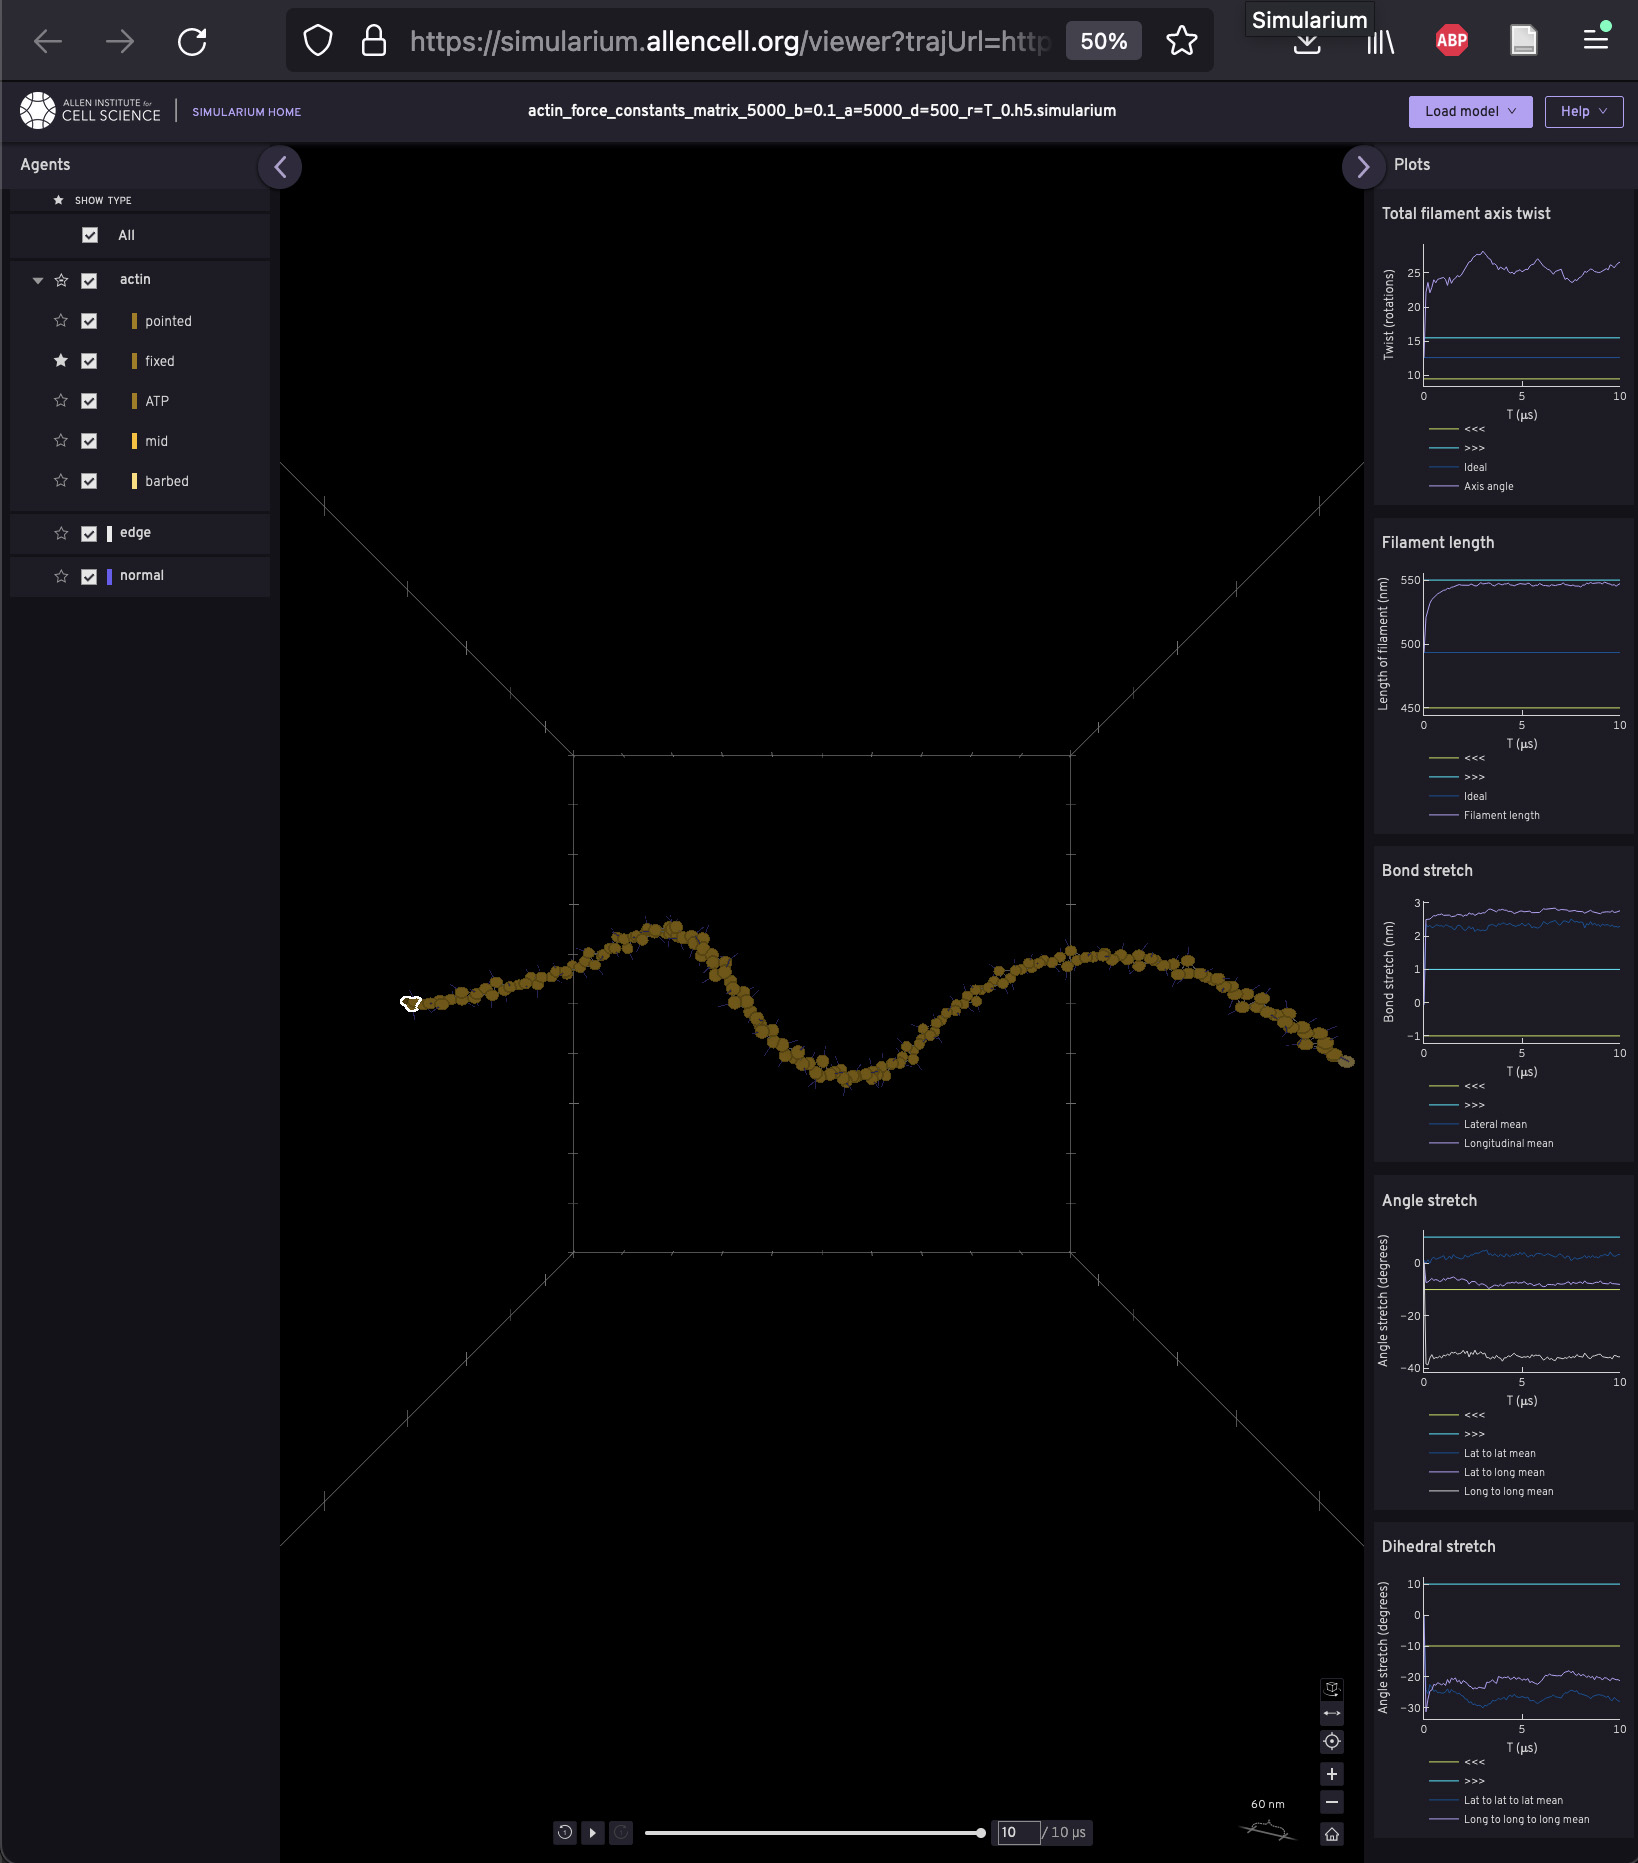 Simularium
https://simularium.allencell.org/viewer?trajUrl=http
50%
ABP
ALLEN INSTITUTE for
CELL SCIENCE
SIMULARIUM HOME
actin_force_constants_matrix_5000_b=0.1_a=5000_d=500_r=T_0.h5.simularium
Load model
Help
Agents
SHOW TYPE
All
actin
pointed
fixed
ATP
mid
barbed
edge
normal
60 nm
10 / 10 μs
Plots
Total filament axis twist
Twist (rotations)
25
20
15
10
0 5 10
T (μs)
<<<
>>>
Ideal
Axis angle
Filament length
Length of filament (nm)
550
500
450
0 5 10
T (μs)
<<<
>>>
Ideal
Filament length
Bond stretch
Bond stretch (nm)
3
2
1
0
−1
0 5 10
T (μs)
<<<
>>>
Lateral mean
Longitudinal mean
Angle stretch
Angle stretch (degrees)
0
−20
−40
0 5 10
T (μs)
<<<
>>>
Lat to lat mean
Lat to long mean
Long to long mean
Dihedral stretch
Angle stretch (degrees)
10
0
−10
−20
−30
0 5 10
T (μs)
<<<
>>>
Lat to lat to lat mean
Long to long to long mean